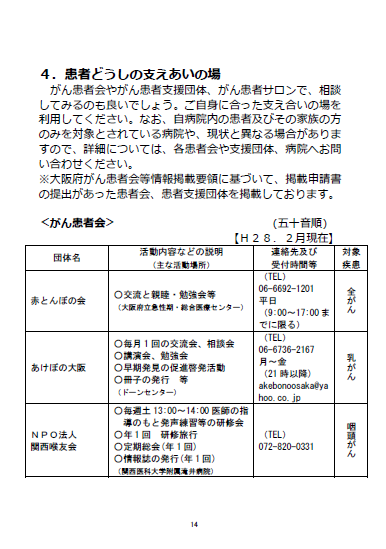 ４．患者どうしの支えあいの場
がん患者会やがん患者支援団体、がん患者サロンで、相談
してみるのも良いでしょう。ご自身に合った支え合いの場を
利用してください。なお、自病院内の患者及びその家族の方
のみを対象とされている病院や、現状と異なる場合がありま
すので、詳細については、各患者会や支援団体、病院へお問
い合わせください。
※大阪府がん患者会等情報掲載要領に基づいて、掲載申請書
の提出があった患者会、患者支援団体を掲載しております。
＜がん患者会＞ (五十音順)
【Ｈ２８．２月現在】
団体名 活動内容などの説明 (主な活動場所) 連絡先及び 受付時間等 対象 疾患
赤とんぼの会
○交流と親睦・勉強会等
(大阪府立急性期・総合医療センター)
(TEL)
06-6692-1201
平日
(9:00～17:00ま
でに限る)
全がん
あけぼの大阪
○毎月１回の交流会、相談会
○講演会、勉強会
○早期発見の促進啓発活動
○冊子の発行 等
(ドーンセンター)
(TEL)
06-6736-2167
月～金
(21時以降)
akebonoosaka@ya
hoo.co.jp
乳がん
ＮＰＯ法人
関西喉友会
○毎週土13:00～14:00医師の指
導のもと発声練習等の研修会
○年1回 研修旅行
○定期総会(年１回)
○情報誌の発行(年１回)
(関西医科大学附属滝井病院)
(TEL)
072-820-0331
咽頭がん
14